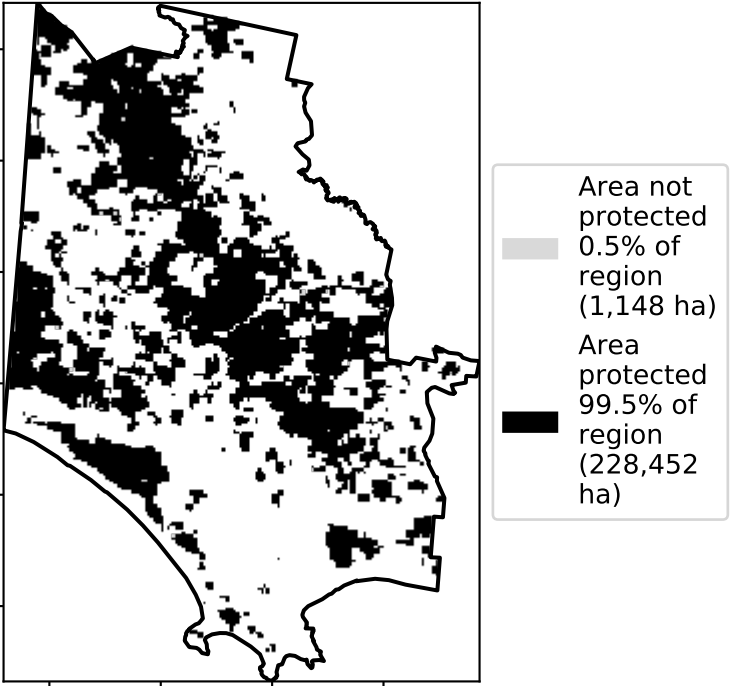 Area not
protected
0.5% of
region
(1,148 ha)
Area
protected
99.5% of
region
(228,452
ha)